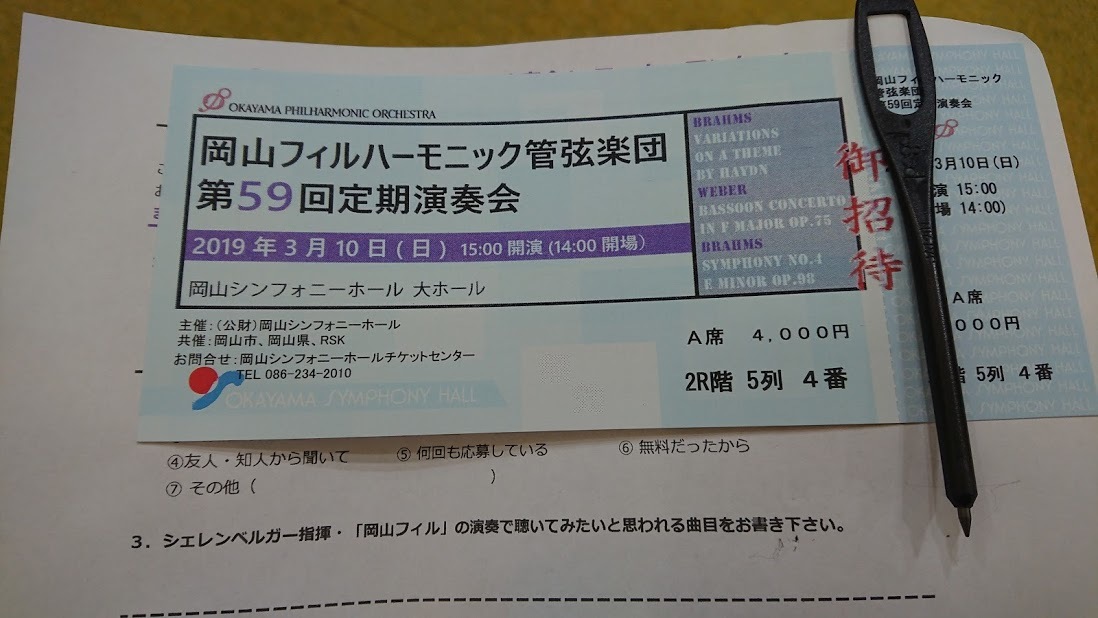 OKAYAMA PHILHARMONIC ORCHESTRA
岡山フィルハーモニック管弦楽団
第59回定期演奏会
2019年3月10日(日) 15:00開演(14:00開場)
岡山シンフォニーホール 大ホール
BRAHMS
VARIATIONS
ON A THEME
BY HAYDN
WEBER
BASSOON CONCERTO
IN F MAJOR OP.75
BRAHMS
SYMPHONY NO.4
E MINOR OP.98
御招待
主催:(公財)岡山シンフォニーホール
共催:岡山市、岡山県、RSK
お問合せ:岡山シンフォニーホールチケットセンター
TEL 086-234-2010
OKAYAMA SYMPHONY HALL
A席 4,000円
2R階 5列 4番
岡山フィルハーモニック
管弦楽団
第59回定期演奏会
3月10日(日)
演 15:00
場 14:00)
A席
000円
階 5列 4番
④友人・知人から聞いて ⑤何回も応募している ⑥無料だったから
⑦その他( )
3.シェレンベルガー指揮・「岡山フィル」の演奏で聴いてみたいと思われる曲目をお書き下さい。